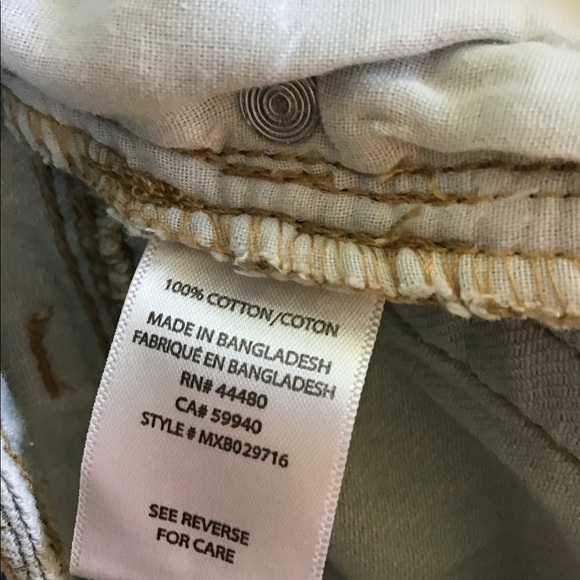 100% COTTON/COTON
MADE IN BANGLADESH
FABRIQUÉ EN BANGLADESH
RN# 44480
CA# 59940
STYLE # MXB029716
SEE REVERSE
FOR CARE